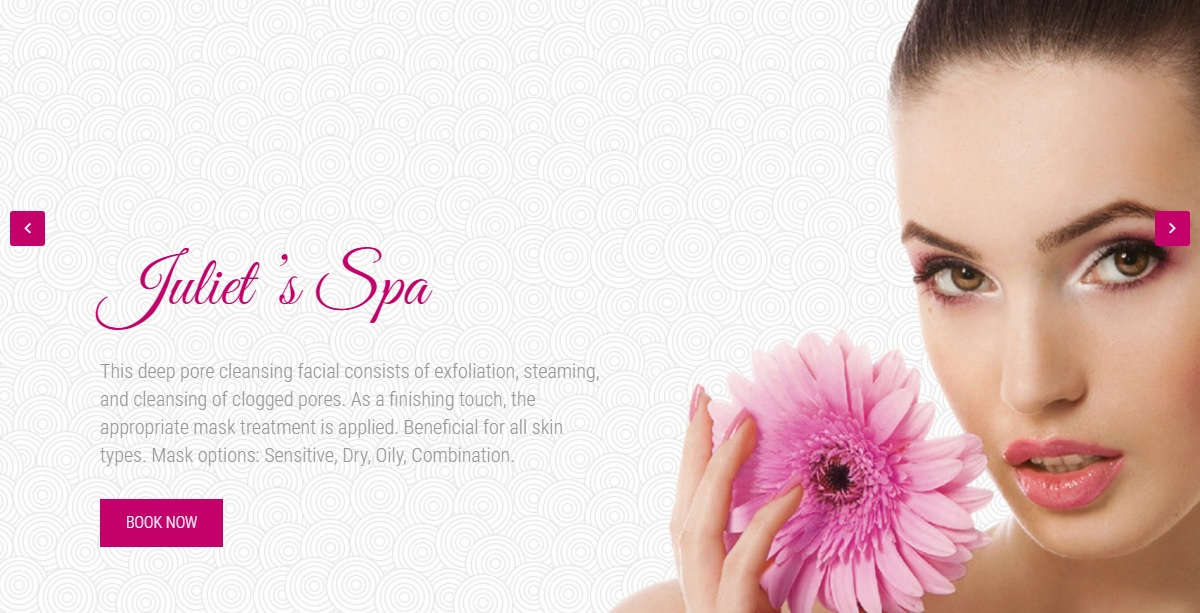 Juliet 's Spa
This deep pore cleansing facial consists of exfoliation, steaming,
and cleansing of clogged pores. As a finishing touch, the
appropriate mask treatment is applied. Beneficial for all skin
types. Mask options: Sensitive, Dry, Oily, Combination.
BOOK NOW